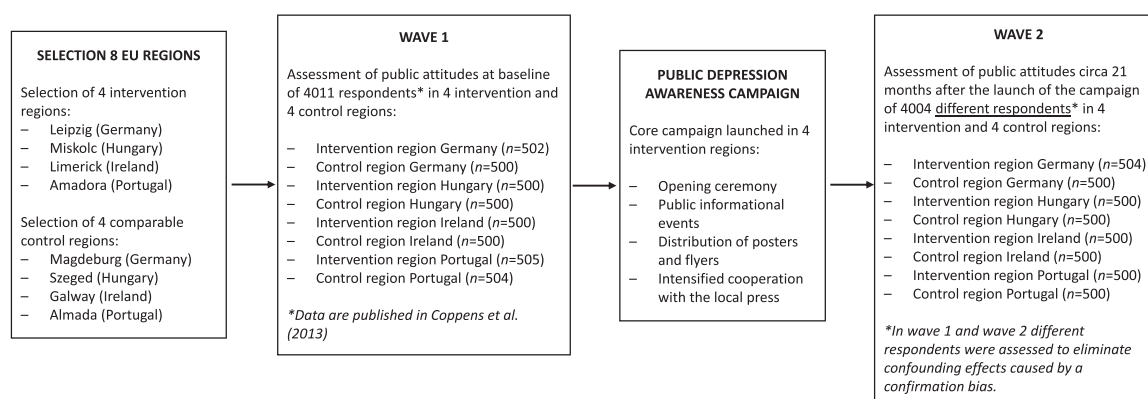 SELECTION 8 EU REGIONS
Selection of 4 intervention
regions:
– Leipzig (Germany)
– Miskolc (Hungary)
– Limerick (Ireland)
– Amadora (Portugal)
Selection of 4 comparable
control regions:
– Magdeburg (Germany)
– Szeged (Hungary)
– Galway (Ireland)
– Almada (Portugal)
WAVE 1
Assessment of public attitudes at baseline
of 4011 respondents* in 4 intervention and
4 control regions:
– Intervention region Germany (n=502)
– Control region Germany (n=500)
– Intervention region Hungary (n=500)
– Control region Hungary (n=500)
– Intervention region Ireland (n=500)
– Control region Ireland (n=500)
– Intervention region Portugal (n=505)
– Control region Portugal (n=504)
*Data are published in Coppens et al.
(2013)
PUBLIC DEPRESSION
AWARENESS CAMPAIGN
Core campaign launched in 4
intervention regions:
– Opening ceremony
– Public informational
events
– Distribution of posters
and flyers
– Intensified cooperation
with the local press
WAVE 2
Assessment of public attitudes circa 21
months after the launch of the campaign
of 4004 different respondents* in 4
intervention and 4 control regions:
– Intervention region Germany (n=504)
– Control region Germany (n=500)
– Intervention region Hungary (n=500)
– Control region Hungary (n=500)
– Intervention region Ireland (n=500)
– Control region Ireland (n=500)
– Intervention region Portugal (n=500)
– Control region Portugal (n=500)
*In wave 1 and wave 2 different
respondents were assessed to eliminate
confounding effects caused by a
confirmation bias.